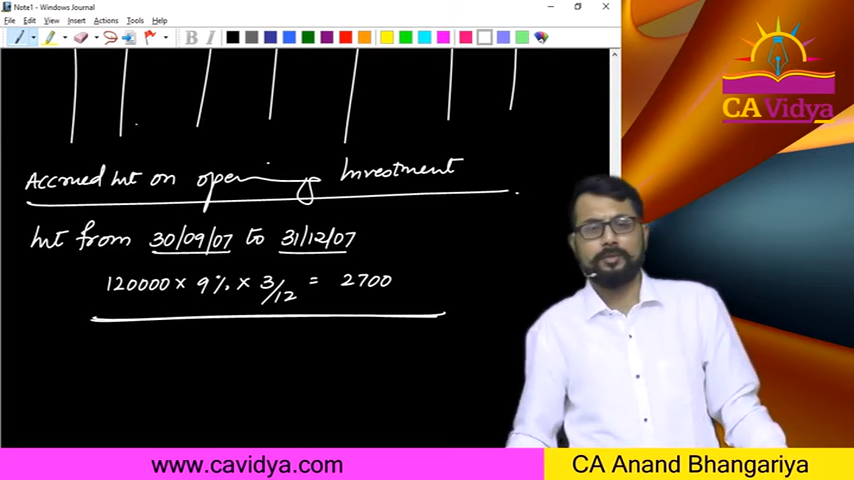 Note1 - Windows Journal
File Edit View Insert Actions Tools Help
B I
CA Vidya
Accrued Int on opening Investment
Int from 30/09/07 to 31/12/07
120000 × 9% × 3/12 = 2700
www.cavidya.com
CA Anand Bhangariya